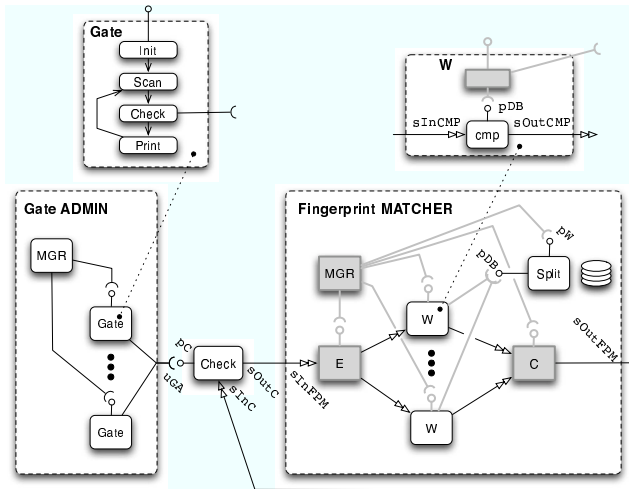 Gate
Init
Scan
Check
Print
W
pDB
sInCMP
cmp
sOutCMP
Gate ADMIN
MGR
Gate
Gate
pC
uGA
Check
sInC
sOutC
sInFPM
Fingerprint MATCHER
MGR
pW
pDB
Split
W
E
C
W
sOutFPM